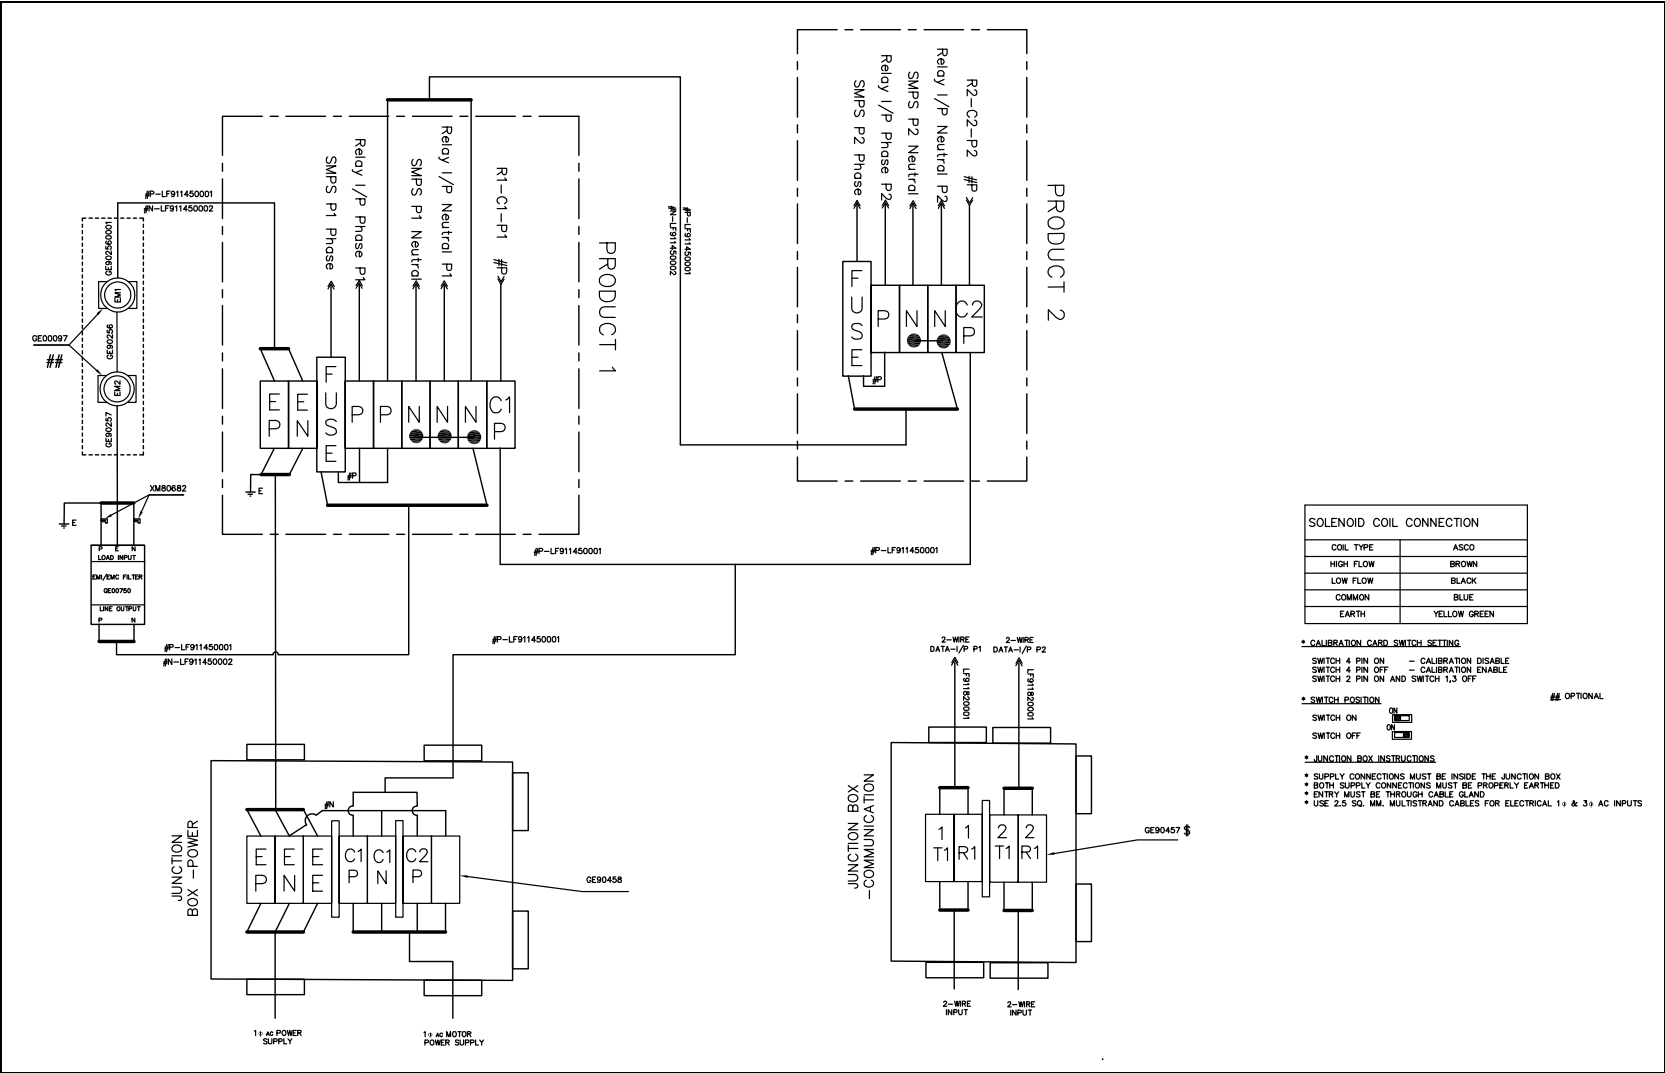 SMPS P1 Phase
Relay I/P Phase P1
SMPS P1 Neutral
Relay I/P Neutral P1
R1-C1-P1 #P
PRODUCT 1
SMPS P2 Phase
Relay I/P Phase P2
SMPS P2 Neutral
Relay I/P Neutral P2
R2-C2-P2 #P
PRODUCT 2
#P-LF911450001
#N-LF911450002
#P-LF911450001
#N-LF911450002
GE902560001
EM1
GE90256
EM2
GE90257
GE00097
##
XM80682
E
P E N
LOAD INPUT
EMI/EMC FILTER
GE00750
LINE OUTPUT
P N
#P-LF911450001
#N-LF911450002
EP
EN
FUSE
P
P
N
N
N
C1
P
#P
E
FUSE
P
N
N
C2
P
#P
#P-LF911450001
#P-LF911450001
#P-LF911450001
JUNCTION
BOX -POWER
#N
EP
EN
EE
C1
P
C1
N
C2
P
GE90458
1ϕ AC POWER
SUPPLY
1ϕ AC MOTOR
POWER SUPPLY
2-WIRE
DATA-I/P P1
2-WIRE
DATA-I/P P2
LF911820001
LF911820001
JUNCTION BOX
-COMMUNICATION
1
T1
1
R1
2
T1
2
R1
GE90457 $
2-WIRE
INPUT
2-WIRE
INPUT
SOLENOID COIL CONNECTION
COIL TYPE ASCO
HIGH FLOW BROWN
LOW FLOW BLACK
COMMON BLUE
EARTH YELLOW GREEN
* CALIBRATION CARD SWITCH SETTING
SWITCH 4 PIN ON - CALIBRATION DISABLE
SWITCH 4 PIN OFF - CALIBRATION ENABLE
SWITCH 2 PIN ON AND SWITCH 1,3 OFF
## OPTIONAL
* SWITCH POSITION
ON
SWITCH ON
ON
SWITCH OFF
* JUNCTION BOX INSTRUCTIONS
* SUPPLY CONNECTIONS MUST BE INSIDE THE JUNCTION BOX
* BOTH SUPPLY CONNECTIONS MUST BE PROPERLY EARTHED
* ENTRY MUST BE THROUGH CABLE GLAND
* USE 2.5 SQ. MM. MULTISTRAND CABLES FOR ELECTRICAL 1ϕ & 3ϕ AC INPUTS